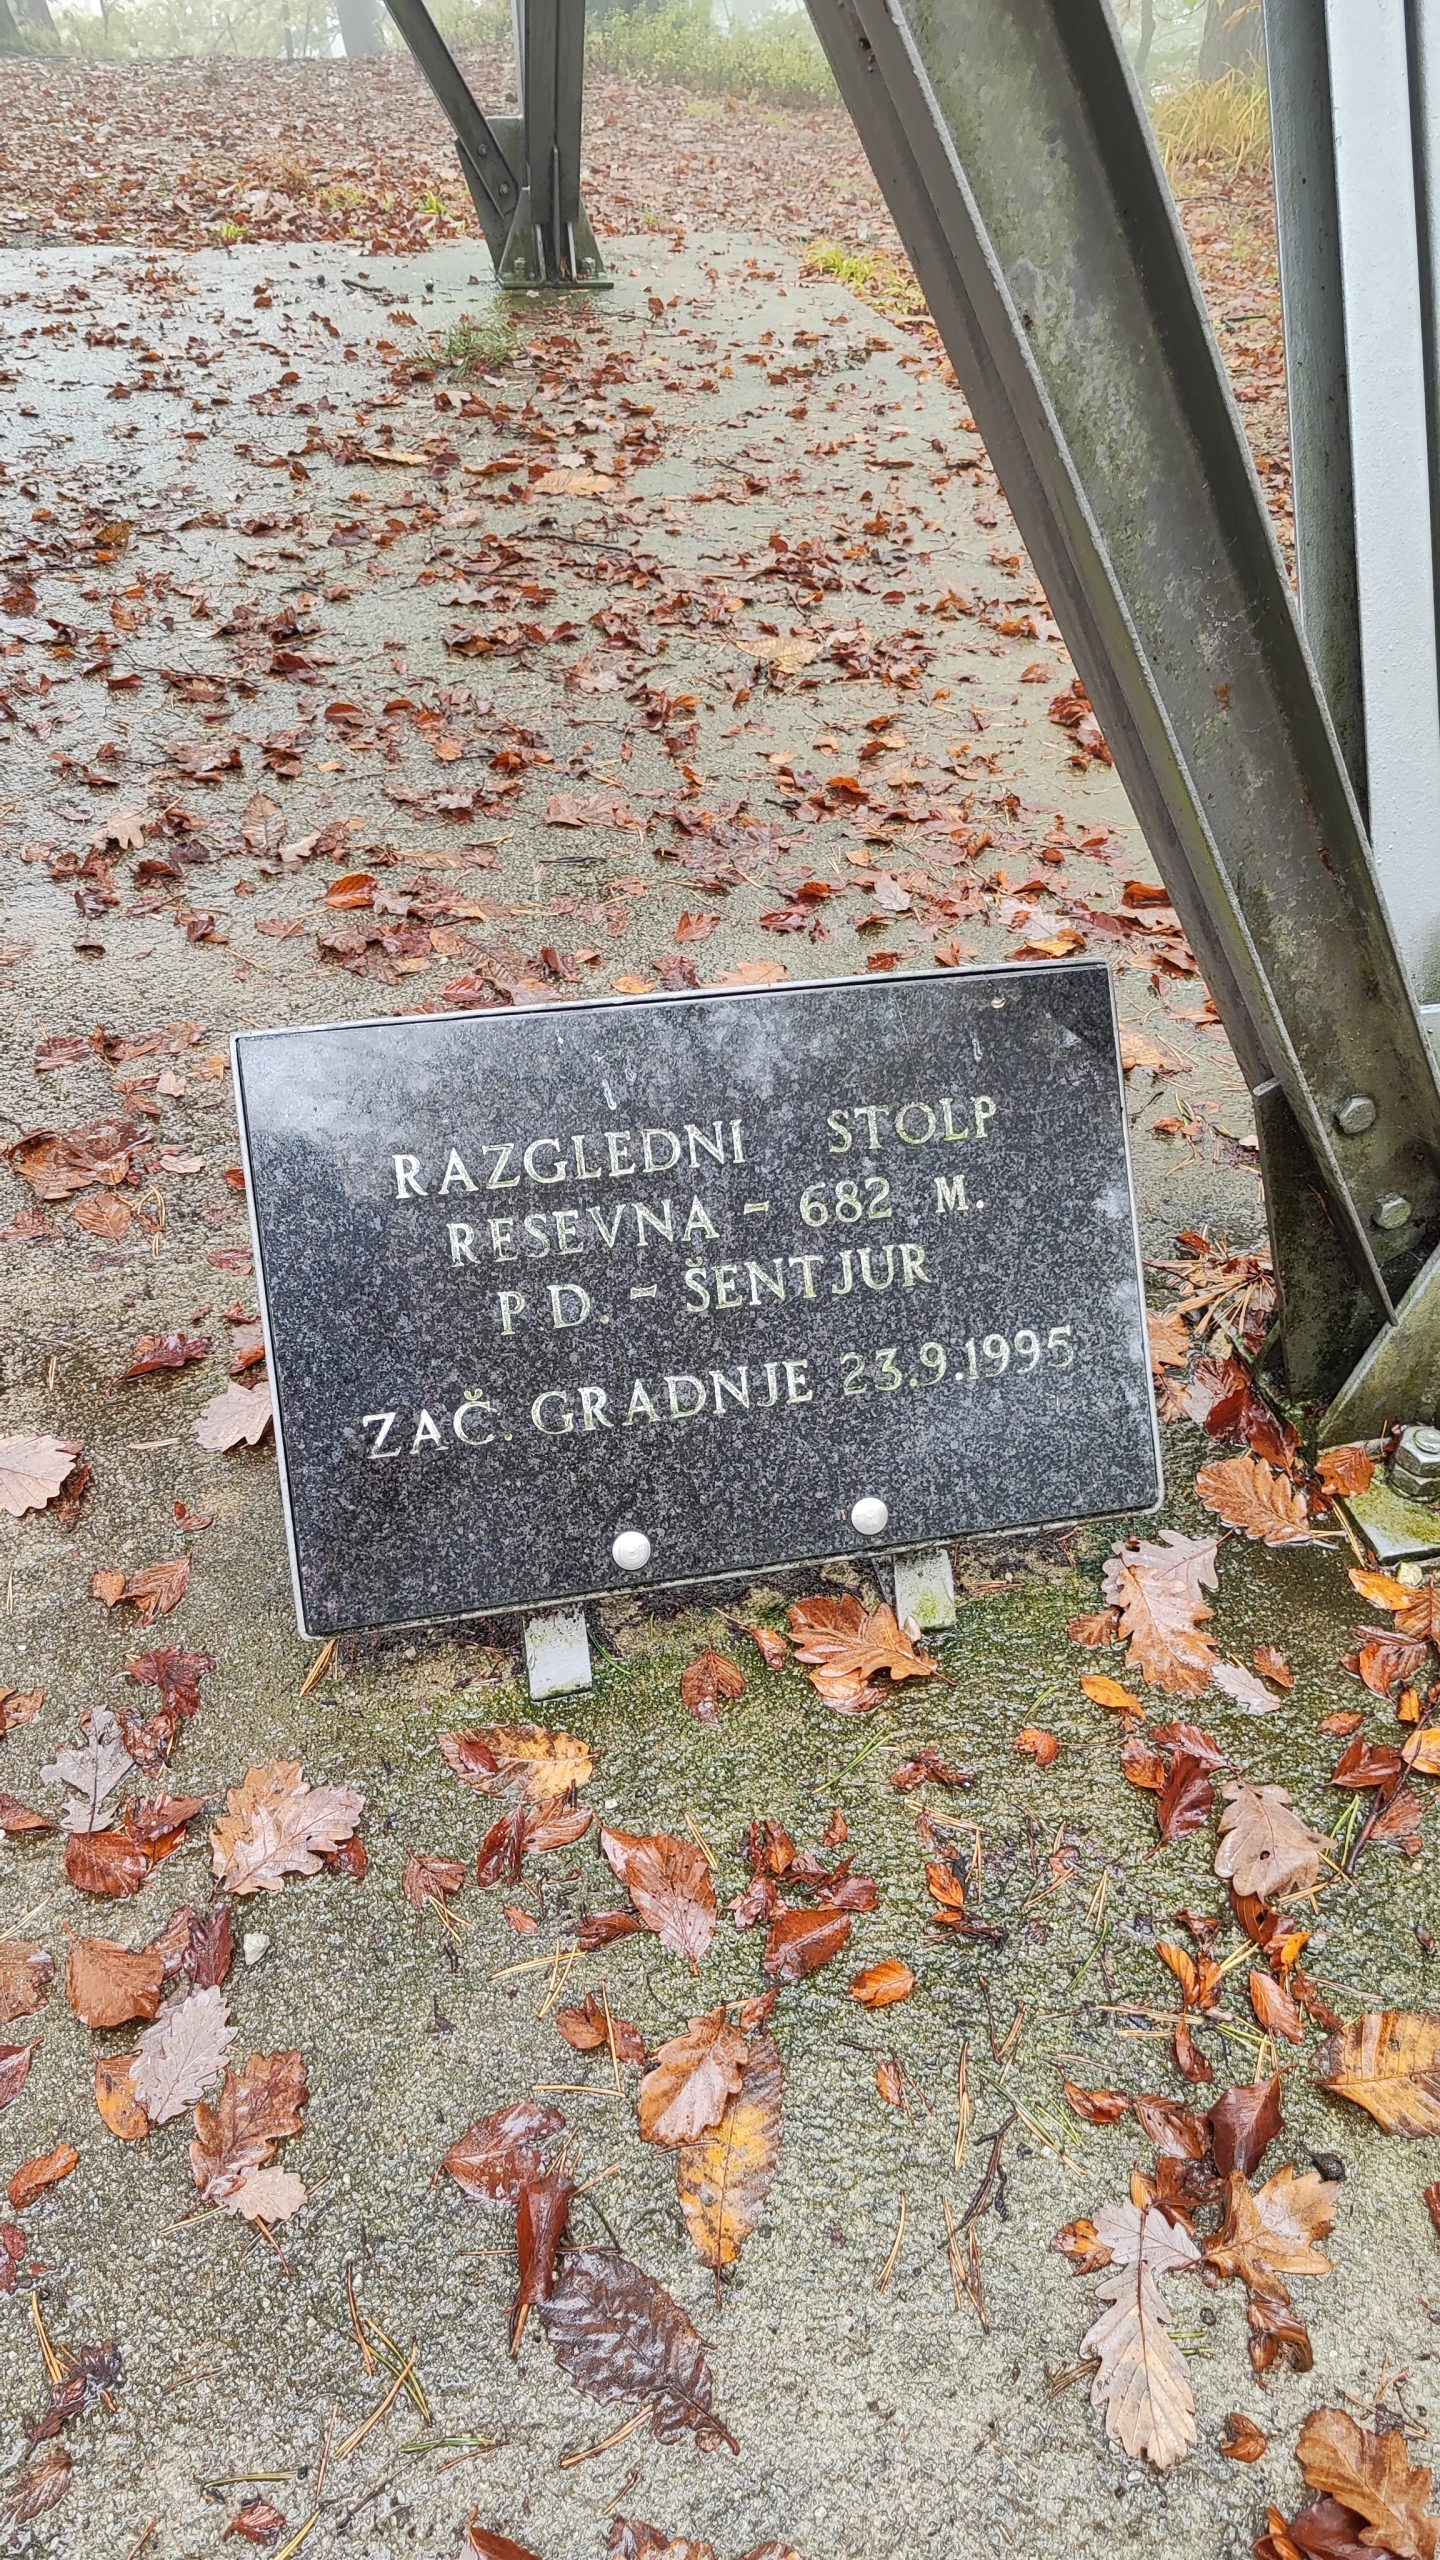 RAZGLEDNI STOLP
RESEVNA - 682 M.
P D. - ŠENTJUR
ZAČ. GRADNJE 23.9.1995